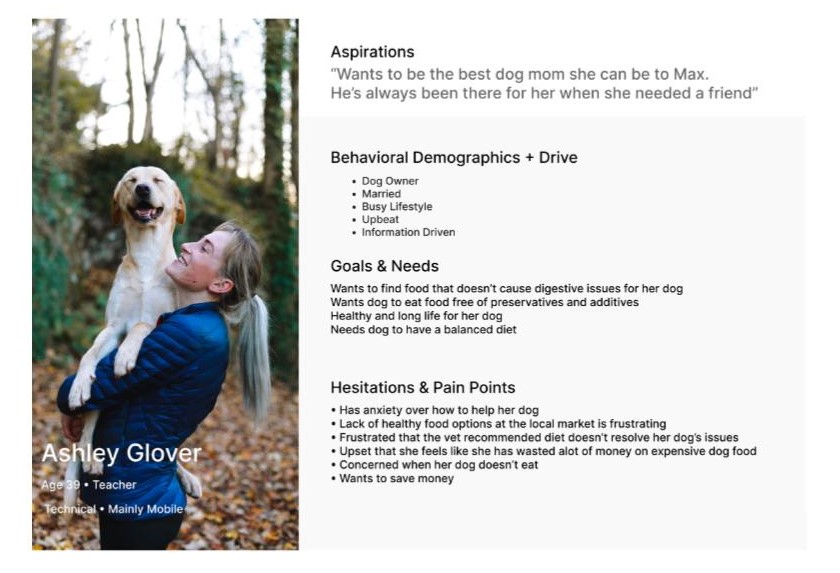 Aspirations
"Wants to be the best dog mom she can be to Max.
He's always been there for her when she needed a friend"
Behavioral Demographics + Drive
• Dog Owner
• Married
• Busy Lifestyle
• Upbeat
• Information Driven
Goals & Needs
Wants to find food that doesn't cause digestive issues for her dog
Wants dog to eat food free of preservatives and additives
Healthy and long life for her dog
Needs dog to have a balanced diet
Hesitations & Pain Points
• Has anxiety over how to help her dog
• Lack of healthy food options at the local market is frustrating
• Frustrated that the vet recommended diet doesn't resolve her dog's issues
• Upset that she feels like she has wasted alot of money on expensive dog food
• Concerned when her dog doesn't eat
• Wants to save money
Ashley Glover
Age 39 • Teacher
Technical • Mainly Mobile